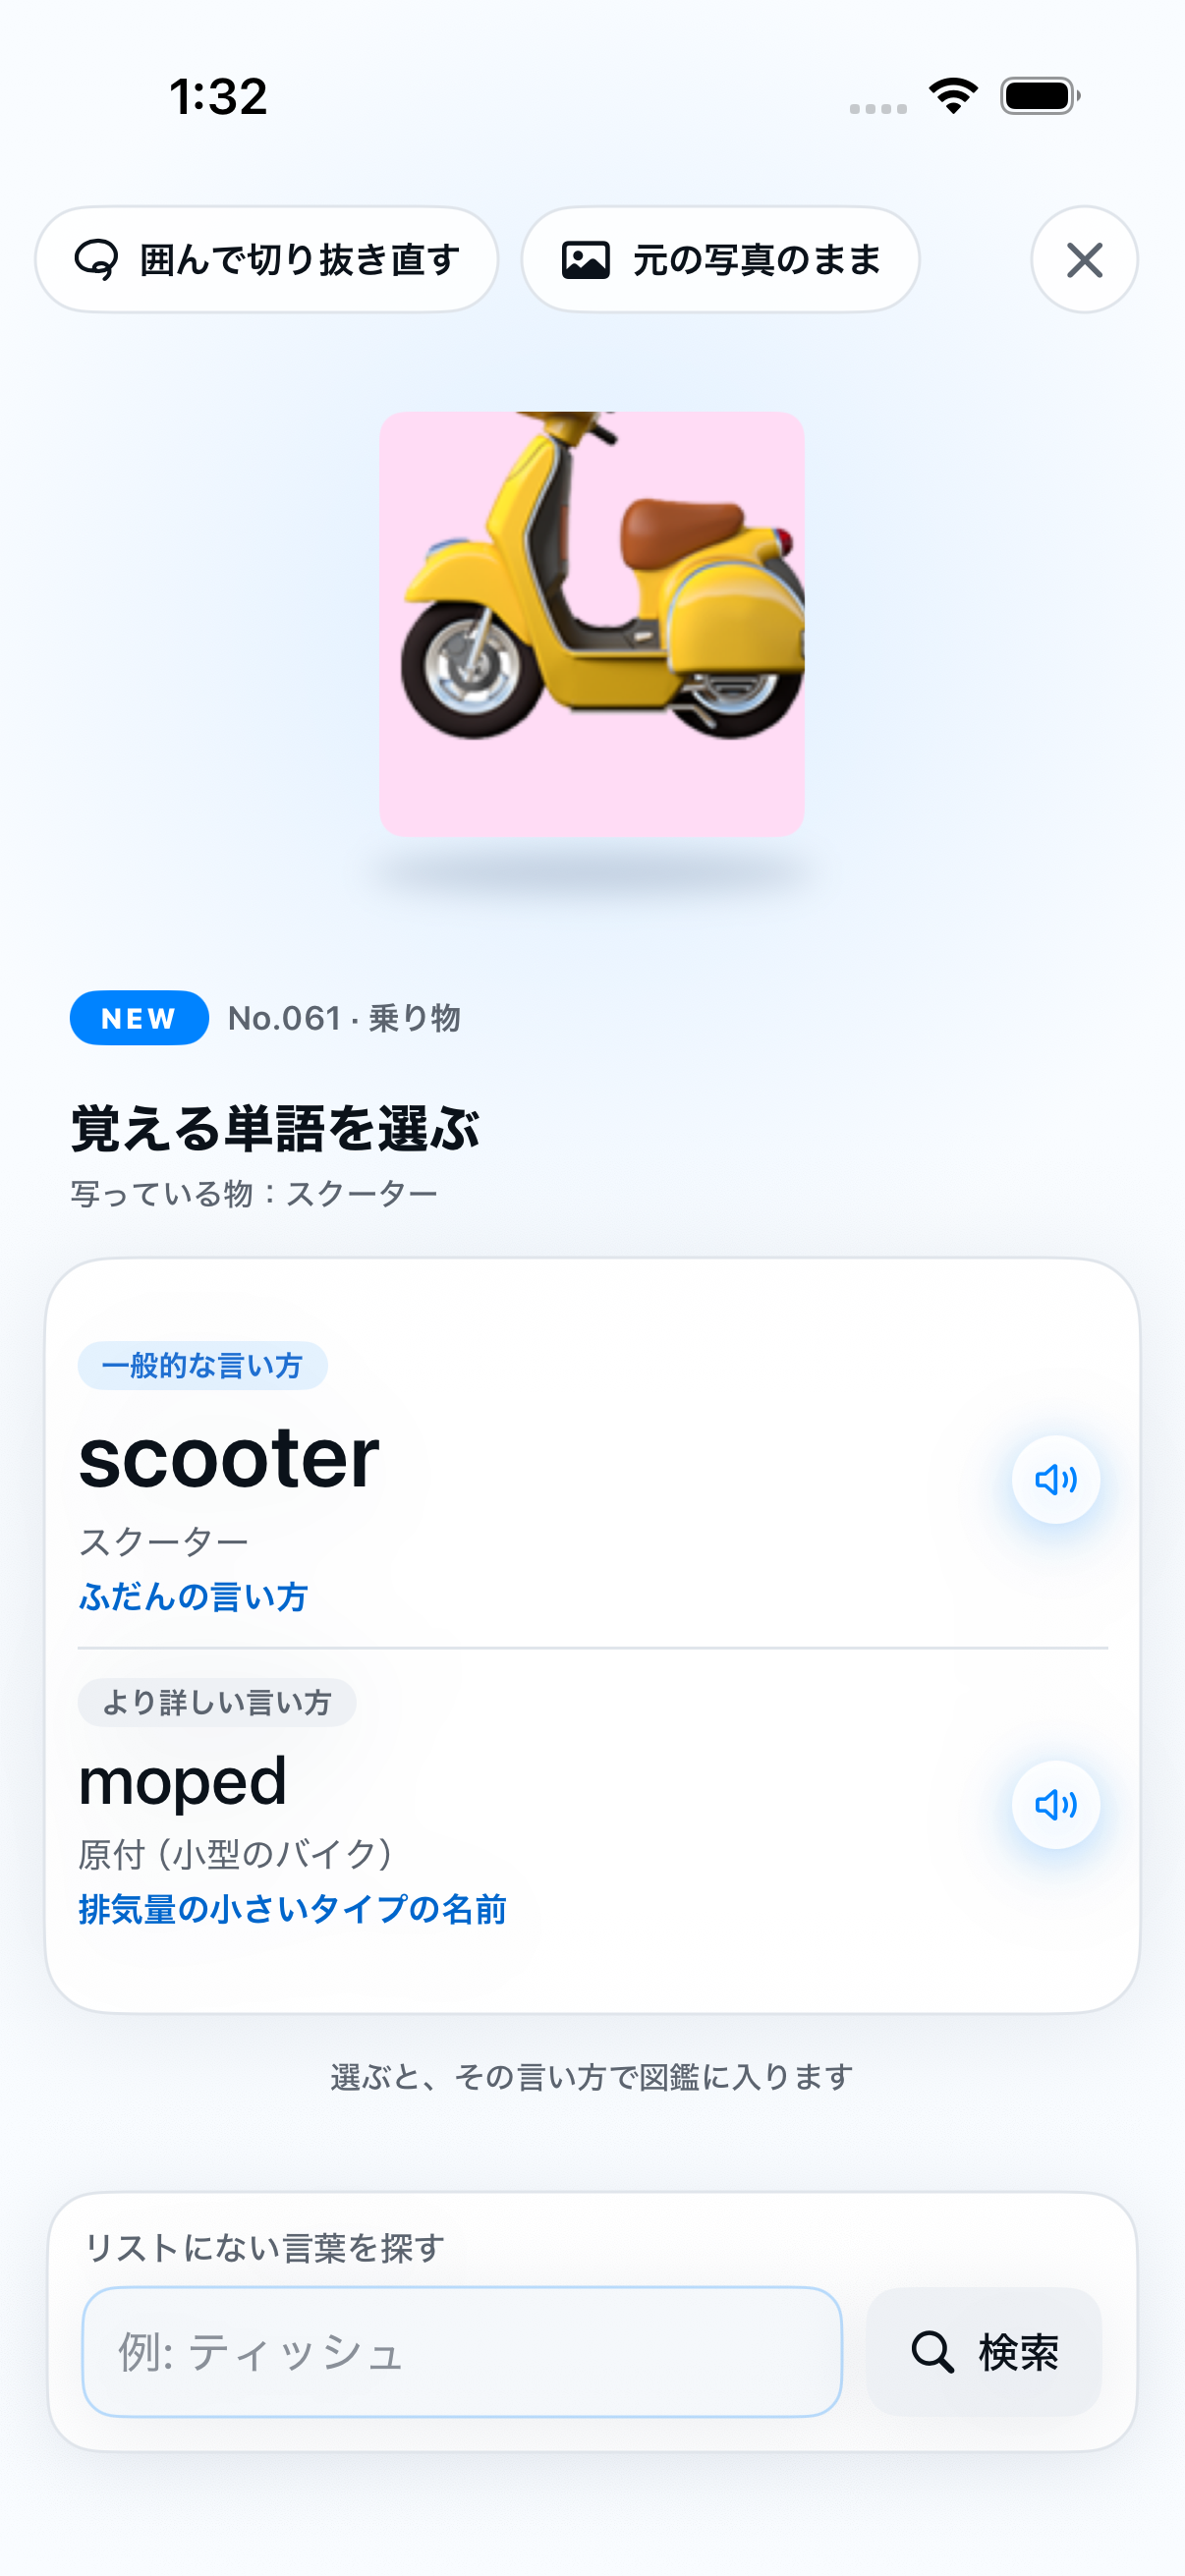 1:32
囲んで切り抜き直す
元の写真のまま
NEW No.061 · 乗り物
覚える単語を選ぶ
写っている物：スクーター
一般的な言い方
scooter
スクーター
ふだんの言い方
より詳しい言い方
moped
原付（小型のバイク）
排気量の小さいタイプの名前
選ぶと、その言い方で図鑑に入ります
リストにない言葉を探す
例: ティッシュ
検索